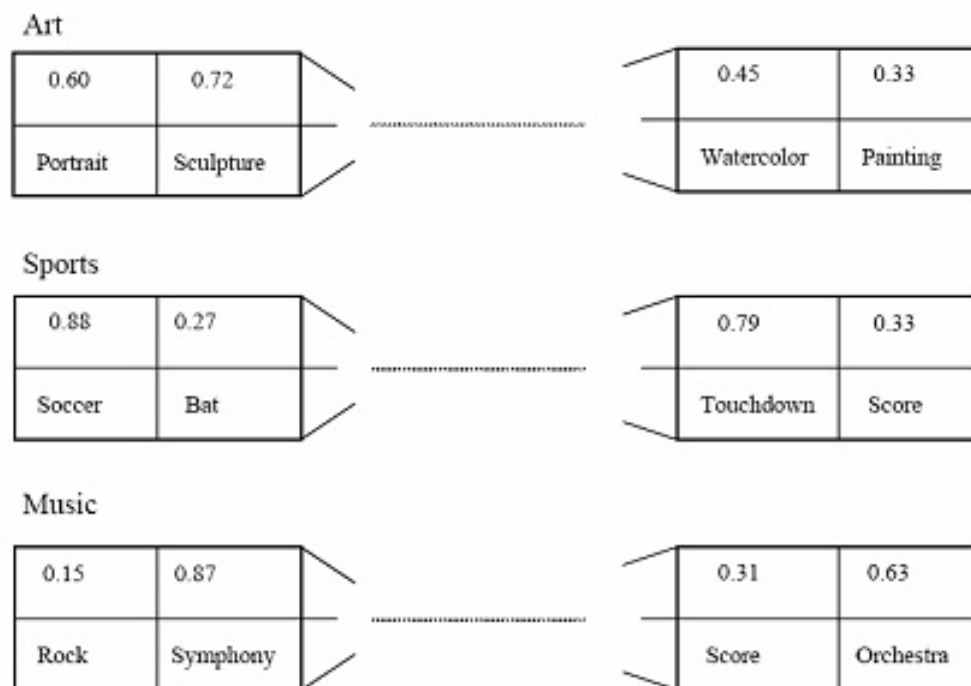 Art
0.60 0.72 0.45 0.33
Portrait Sculpture Watercolor Painting
Sports
0.88 0.27 0.79 0.33
Soccer Bat Touchdown Score
Music
0.15 0.87 0.31 0.63
Rock Symphony Score Orchestra